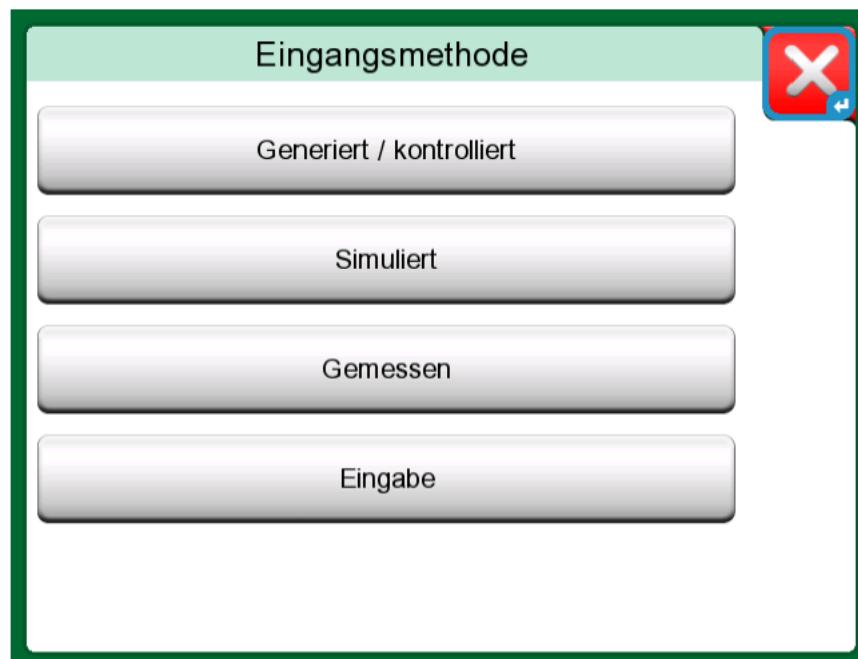 Eingangsmethode
Generiert / kontrolliert
Simuliert
Gemessen
Eingabe